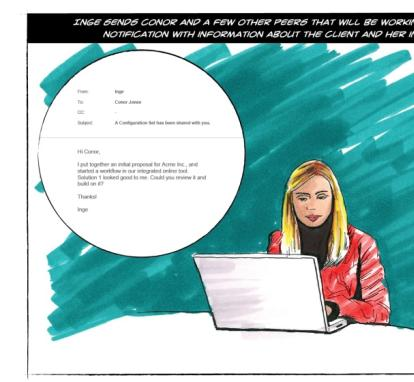 INGE SENDS CONOR AND A FEW OTHER PEERS THAT WILL BE WORKIN
NOTIFICATION WITH INFORMATION ABOUT THE CLIENT AND HER IN
From: Inge
To: Conor Jones
CC: -
Subject: A Configuration Set has been shared with you.
Hi Conor,
I put together an initial proposal for Acme Inc., and
started a workflow in our integrated online tool.
Solution 1 looked good to me. Could you review it and
build on it?
Thanks!
Inge